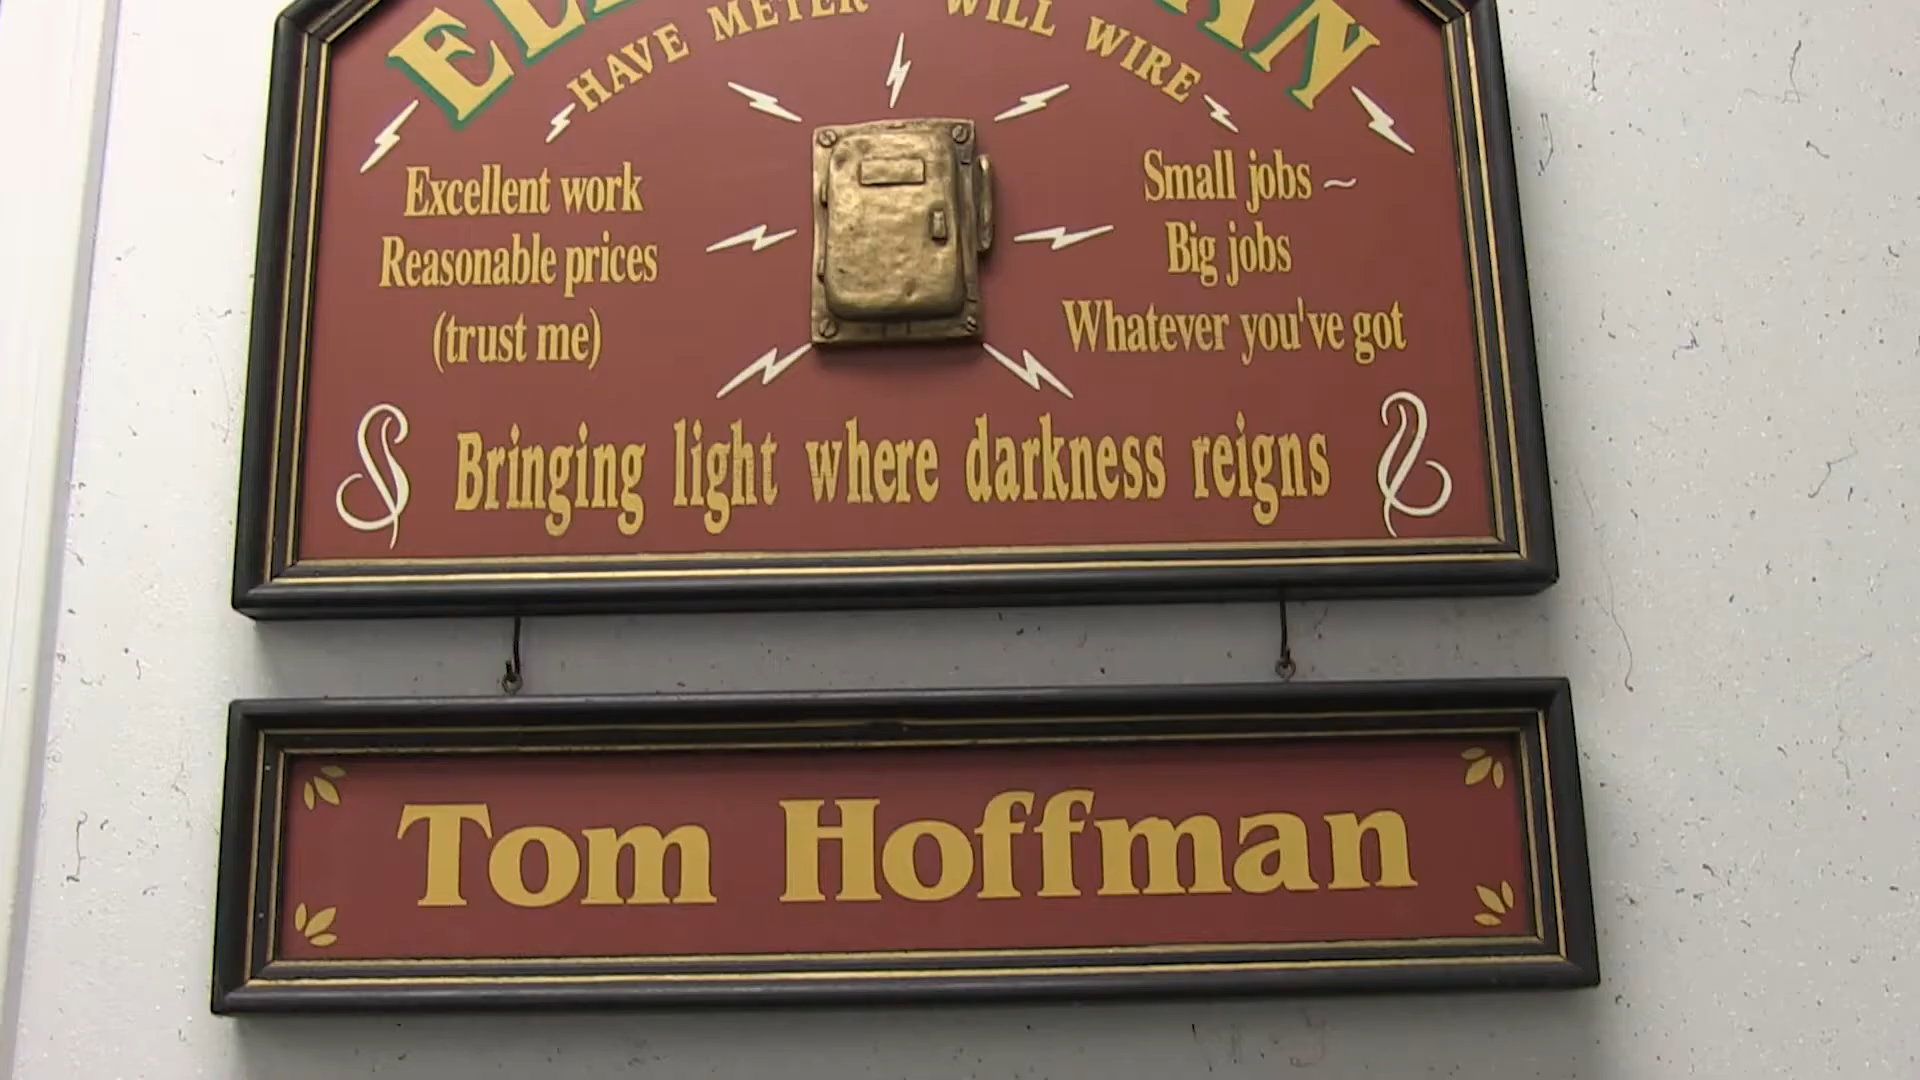 HAVE METER WILL WIRE
Excellent work
Reasonable prices
(trust me)
Small jobs ~
Big jobs
Whatever you've got
Bringing light where darkness reigns
Tom Hoffman